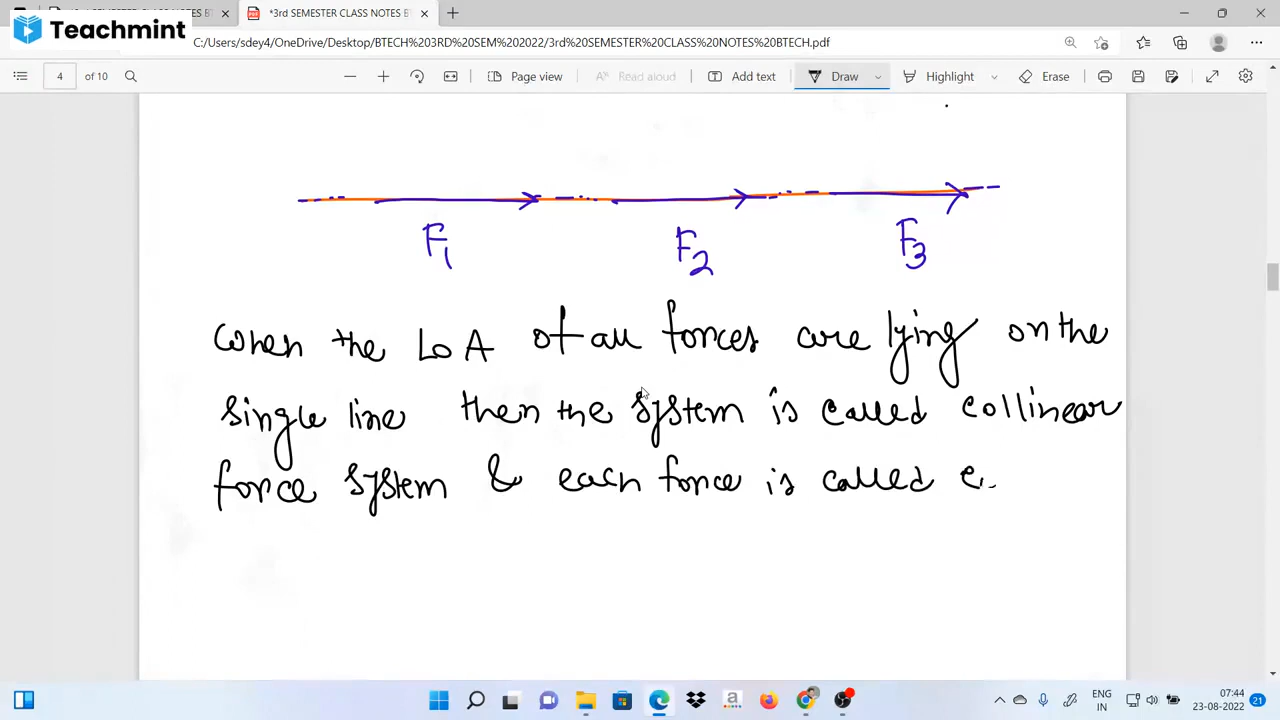 *3rd SEMESTER CLASS NOTES BT
Teachmint
C:/Users/sdey4/OneDrive/Desktop/BTECH%203RD%20SEM%202022/3rd%20SEMESTER%20CLASS%20NOTES%20BTECH.pdf
4 of 10 Page view Read aloud Add text Draw Highlight Erase
F1 F2 F3
When the LoA of all forces are lying on the
single line then the system is called collinear
force system & each force is called c
ENG 07:44
IN 23-08-2022 21